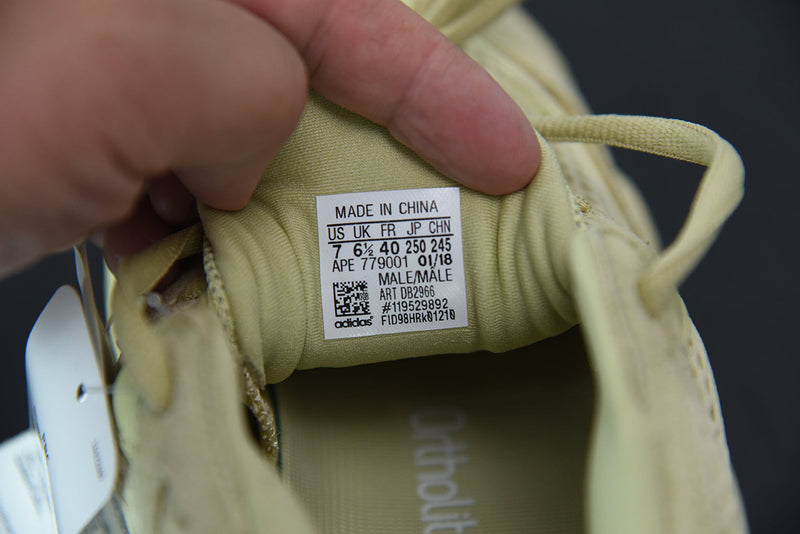 MADE IN CHINA
US UK FR JP CHN
7 6½ 40 250 245
APE 779001 01/18
MALE/MALE
ART DB2966
#119529892
adidas® F1D98HRk01210
Ortholit